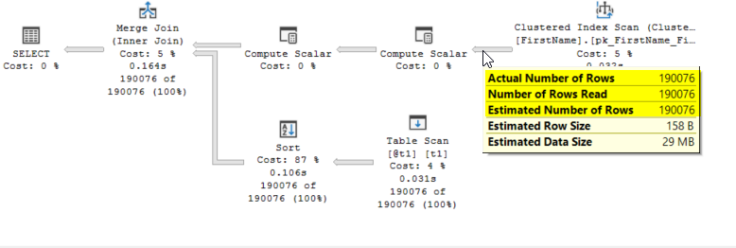 SELECT
Cost: 0 %
Merge Join
(Inner Join)
Cost: 5 %
0.164s
190076 of
190076 (100%)
Compute Scalar
Cost: 0 %
Compute Scalar
Cost: 0 %
Clustered Index Scan (Cluste…
[FirstName].[pk_FirstName_Fi…
Cost: 5 %
0.032s
Actual Number of Rows 190076
Number of Rows Read 190076
Estimated Number of Rows 190076
Estimated Row Size 158 B
Estimated Data Size 29 MB
Sort
Cost: 87 %
0.106s
190076 of
190076 (100%)
Table Scan
[@t1] [t1]
Cost: 4 %
0.031s
190076 of
190076 (100%)